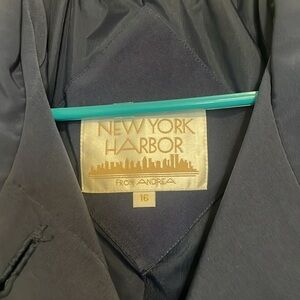 NEW YORK
HARBOR
FROM ANDREA
16